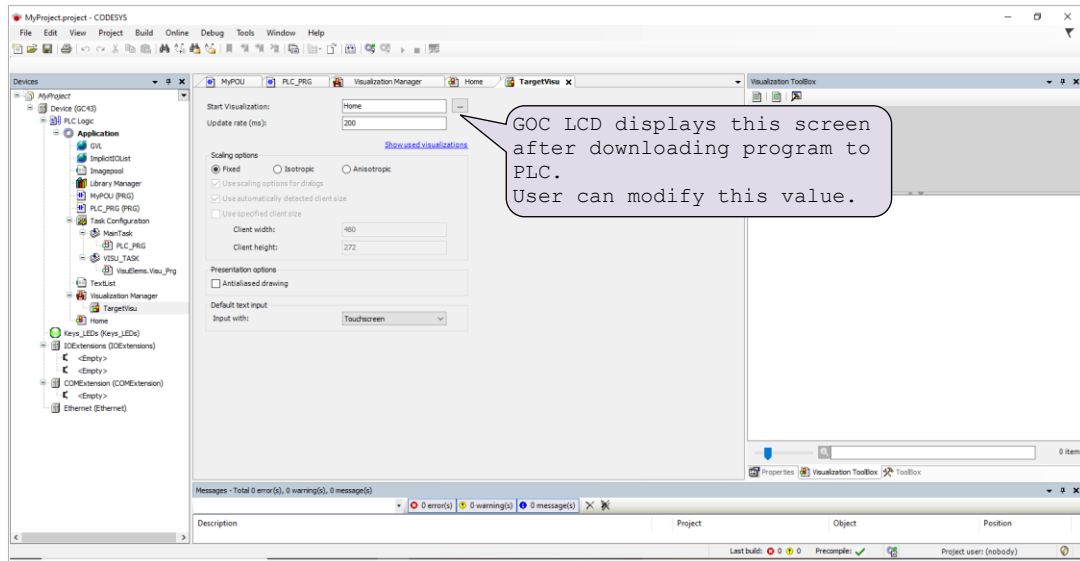 MyProject.project - CODESYS
File Edit View Project Build Online Debug Tools Window Help
Devices
MyPOU PLC_PRG Visualization Manager Home TargetVisu
Visualization ToolBox
MyProject
Device (GC43)
PLC Logic
Application
GVL
ImplicitIOList
Imagepool
Library Manager
MyPOU (PRG)
PLC_PRG (PRG)
Task Configuration
MainTask
PLC_PRG
VISU_TASK
VisuElems.Visu_Prg
TextList
Visualization Manager
TargetVisu
Home
Keys_LEDs (Keys_LEDs)
IOExtensions (IOExtensions)
<Empty>
<Empty>
COMExtension (COMExtension)
<Empty>
Ethernet (Ethernet)
Start Visualization: Home ...
Update rate (ms): 200
Show used visualizations
Scaling options
Fixed Isotropic Anisotropic
Use scaling options for dialogs
Use automatically detected client size
Use specified client size
Client width: 480
Client height: 272
Presentation options
Antialiased drawing
Default text input
Input with: Touchscreen
GOC LCD displays this screen
after downloading program to
PLC.
User can modify this value.
0 item
Properties Visualization ToolBox ToolBox
Messages - Total 0 error(s), 0 warning(s), 0 message(s)
0 error(s) 0 warning(s) 0 message(s)
Description Project Object Position
Last build: 0 0 Precompile: Project user: (nobody)